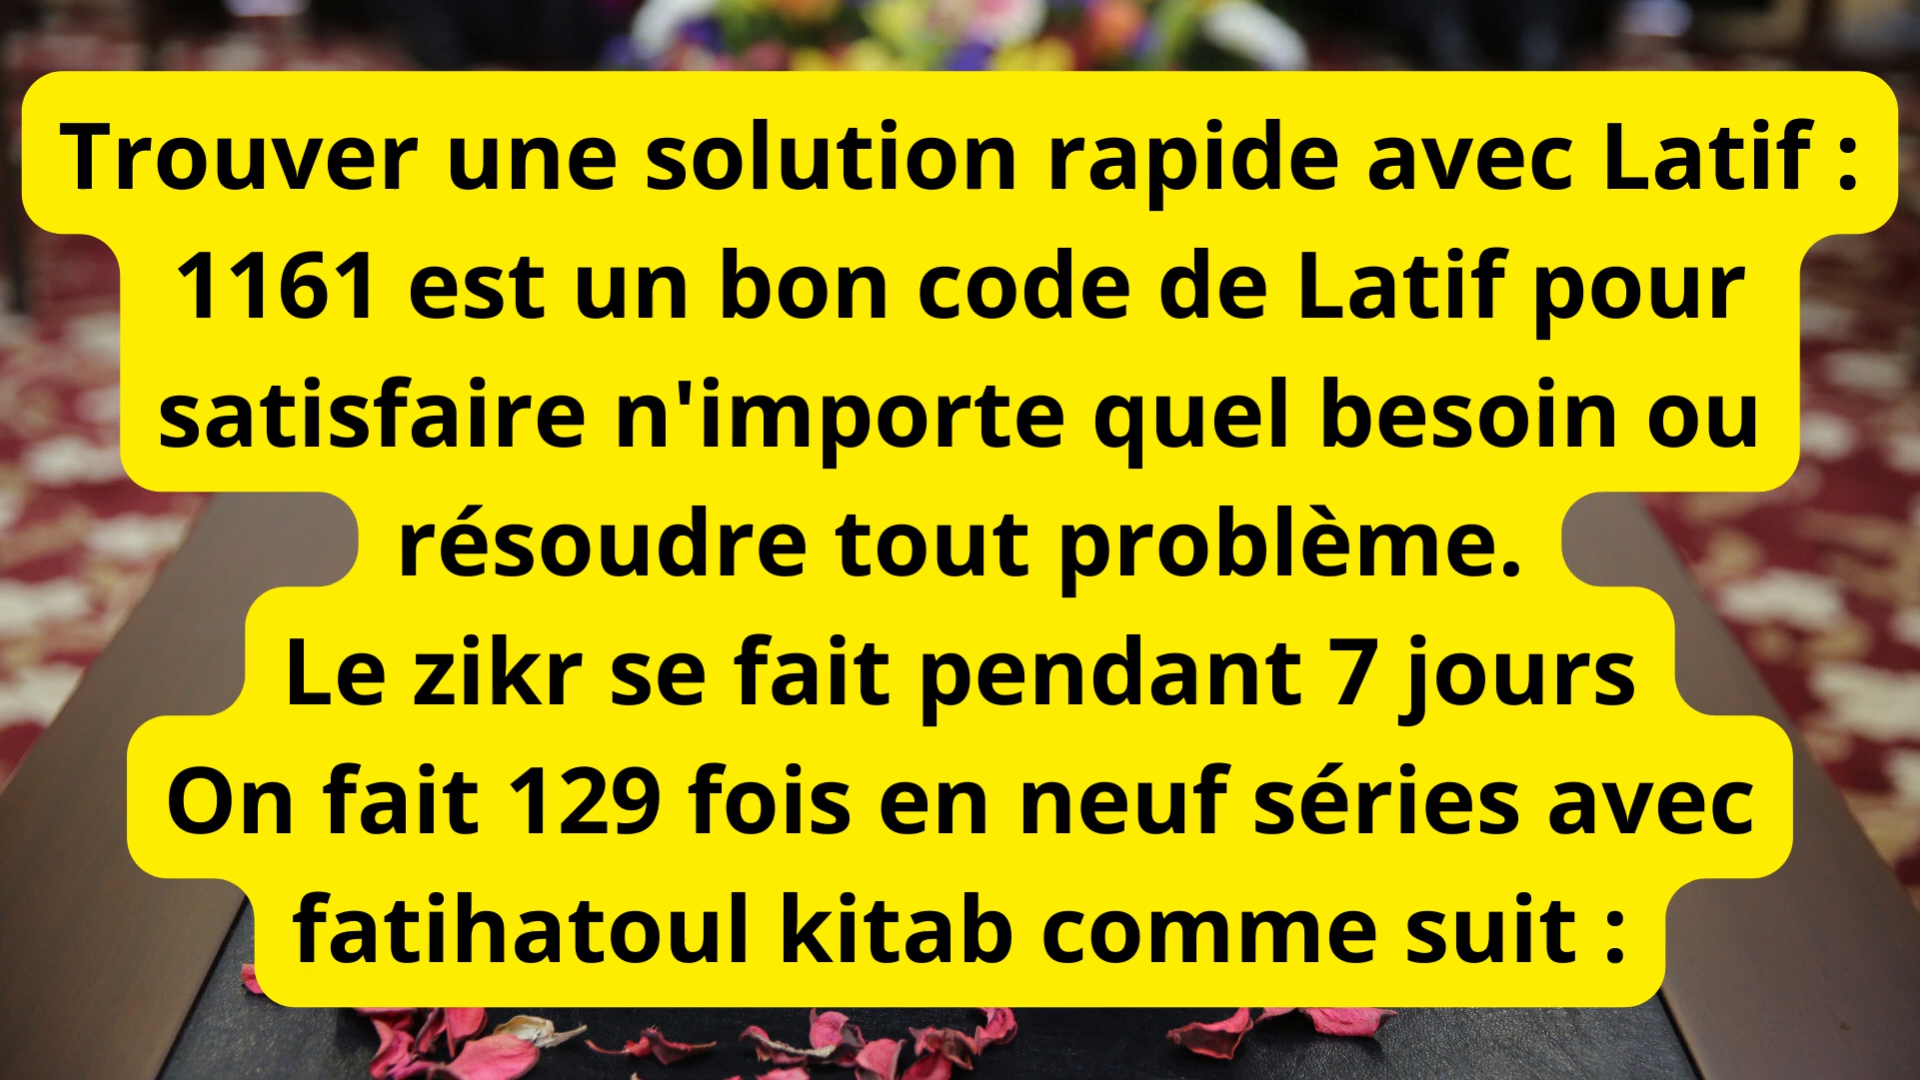 Trouver une solution rapide avec Latif :
1161 est un bon code de Latif pour
satisfaire n'importe quel besoin ou
résoudre tout problème.
Le zikr se fait pendant 7 jours
On fait 129 fois en neuf séries avec
fatihatoul kitab comme suit :